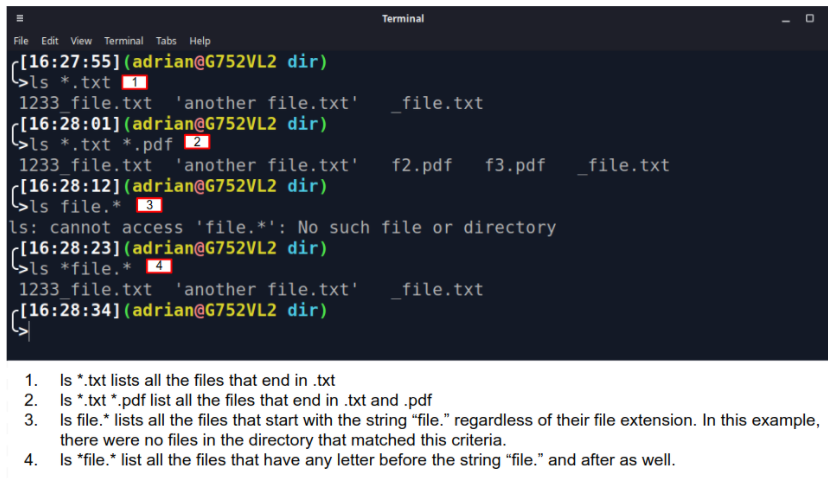 Terminal
File Edit View Terminal Tabs Help
[16:27:55](adrian@G752VL2 dir)
>ls *.txt 1
1233_file.txt 'another file.txt' _file.txt
[16:28:01](adrian@G752VL2 dir)
>ls *.txt *.pdf 2
1233_file.txt 'another file.txt' f2.pdf f3.pdf _file.txt
[16:28:12](adrian@G752VL2 dir)
>ls file.* 3
ls: cannot access 'file.*': No such file or directory
[16:28:23](adrian@G752VL2 dir)
>ls *file.* 4
1233_file.txt 'another file.txt' _file.txt
[16:28:34](adrian@G752VL2 dir)
>
1. ls *.txt lists all the files that end in .txt
2. ls *.txt *.pdf list all the files that end in .txt and .pdf
3. ls file.* lists all the files that start with the string “file.” regardless of their file extension. In this example,
there were no files in the directory that matched this criteria.
4. ls *file.* list all the files that have any letter before the string “file.” and after as well.